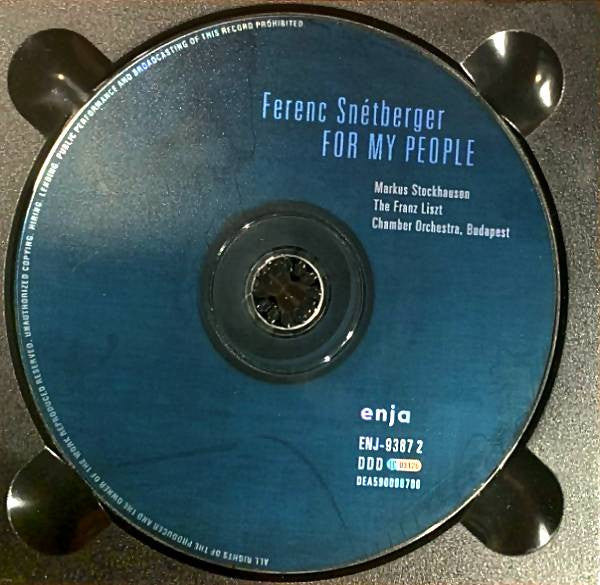 ALL RIGHTS OF THE PRODUCER AND THE OWNER OF THE WORK REPRODUCED RESERVED. UNAUTHORIZED COPYING, HIRING, LENDING, PUBLIC PERFORMANCE AND BROADCASTING OF THIS RECORD PROHIBITED
Ferenc Snétberger
FOR MY PEOPLE
Markus Stockhausen
The Franz Liszt
Chamber Orchestra, Budapest
enja
ENJ-9387 2
DDD